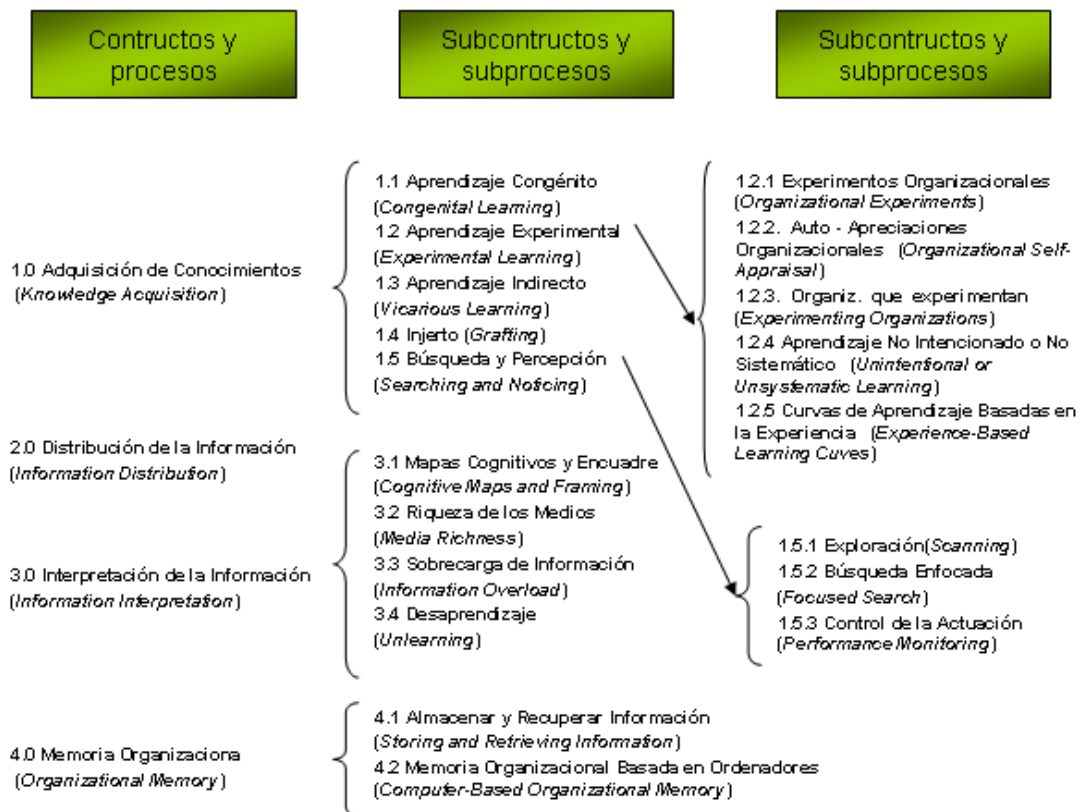 Contructos y
procesos
Subcontructos y
subprocesos
Subcontructos y
subprocesos
1.0 Adquisición de Conocimientos
(Knowledge Acquisition)
2.0 Distribución de la Información
(Information Distribution)
3.0 Interpretación de la Información
(Information Interpretation)
4.0 Memoria Organizaciona
(Organizational Memory)
1.1 Aprendizaje Congénito
(Congenital Learning)
1.2 Aprendizaje Experimental
(Experimental Learning)
1.3 Aprendizaje Indirecto
(Vicarious Learning)
1.4 Injerto (Grafting)
1.5 Búsqueda y Percepción
(Searching and Noticing)
3.1 Mapas Cognitivos y Encuadre
(Cognitive Maps and Framing)
3.2 Riqueza de los Medios
(Media Richness)
3.3 Sobrecarga de Información
(Information Overload)
3.4 Desaprendizaje
(Unlearning)
4.1 Almacenar y Recuperar Información
(Storing and Retrieving Information)
4.2 Memoria Organizacional Basada en Ordenadores
(Computer-Based Organizational Memory)
1.2.1 Experimentos Organizacionales
(Organizational Experiments)
1.2.2. Auto - Apreciaciones
Organizacionales (Organizational Self-
Appraisal)
1.2.3. Organiz. que experimentan
(Experimenting Organizations)
1.2.4 Aprendizaje No Intencionado o No
Sistemático (Unintentional or
Unsystematic Learning)
1.2.5 Curvas de Aprendizaje Basadas en
la Experiencia (Experience-Based
Learning Cuves)
1.5.1 Exploración(Scanning)
1.5.2 Búsqueda Enfocada
(Focused Search)
1.5.3 Control de la Actuación
(Performance Monitoring)